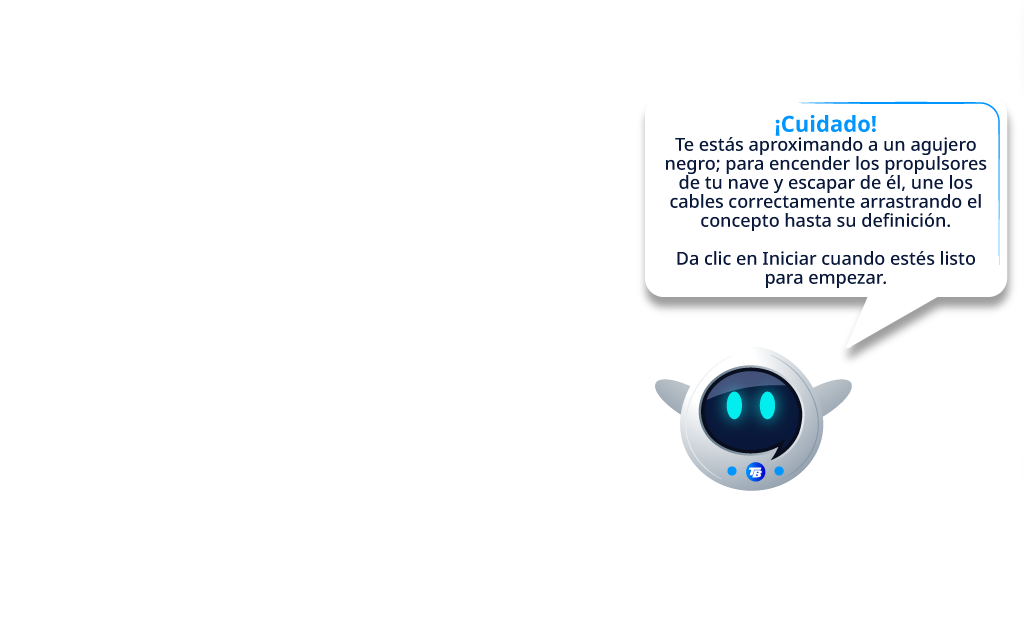 ¡Cuidado!
Te estás aproximando a un agujero
negro; para encender los propulsores
de tu nave y escapar de él, une los
cables correctamente arrastrando el
concepto hasta su definición.
Da clic en Iniciar cuando estés listo
para empezar.
TB